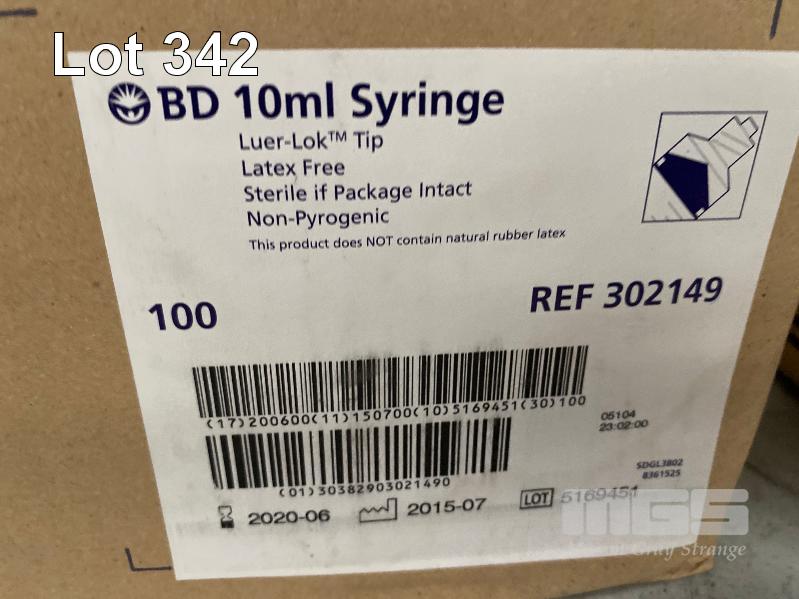 Lot 342
BD 10ml Syringe
Luer-Lok™ Tip
Latex Free
Sterile if Package Intact
Non-Pyrogenic
This product does NOT contain natural rubber latex
100
REF 302149
(17)200600(11)150700(10)5169451(30)100
05104
23:02:00
(01)30382903021490
SDGL3802
8361525
2020-06
2015-07
LOT 5169451
MGS
Gray Strange